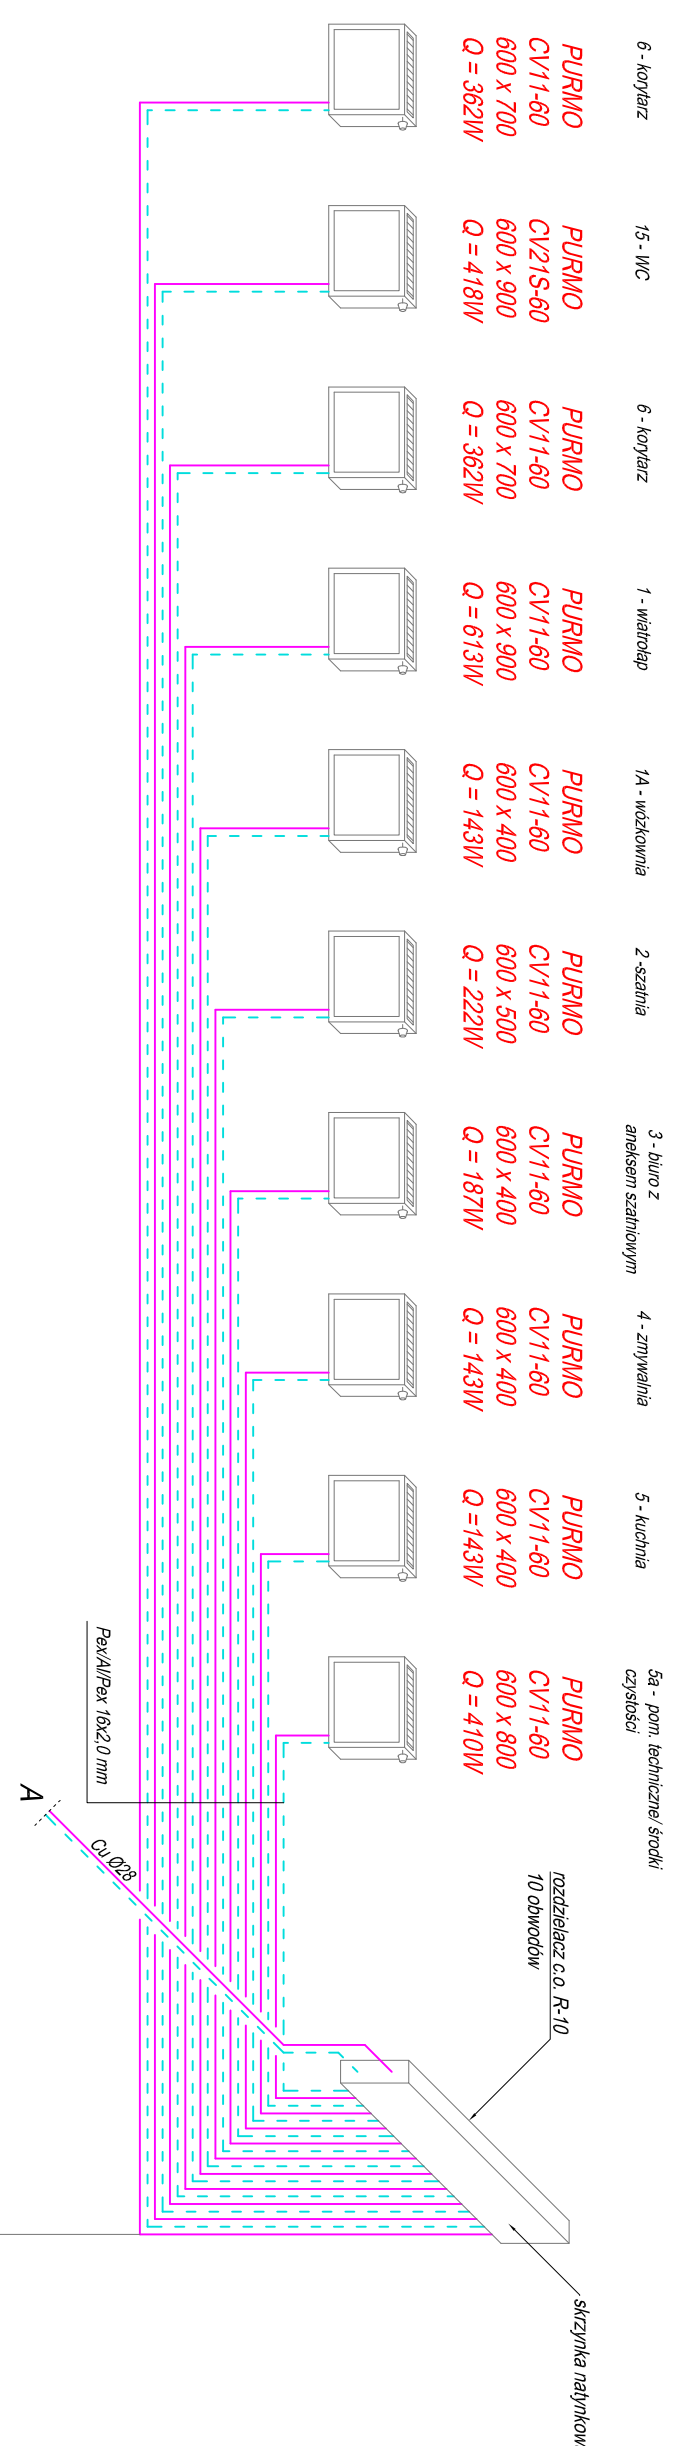 6 - korytarz
PURMO
CV11-60
600 x 700
Q = 362W
15 - WC
PURMO
CV21S-60
600 x 900
Q = 418W
6 - korytarz
PURMO
CV11-60
600 x 700
Q = 362W
1 - wiatrołap
PURMO
CV11-60
600 x 900
Q = 613W
1A - wózkownia
PURMO
CV11-60
600 x 400
Q = 143W
2 -szatnia
PURMO
CV11-60
600 x 500
Q = 222W
3 - biuro z
aneksem szatniowym
PURMO
CV11-60
600 x 400
Q = 187W
4 - zmywalnia
PURMO
CV11-60
600 x 400
Q = 143W
5 - kuchnia
PURMO
CV11-60
600 x 400
Q =143W
5a - pom. techniczne/ środki
czystości
PURMO
CV11-60
600 x 800
Q = 410W
Pex/Al/Pex 16x2,0 mm
A
Cu Ø28
rozdzielacz c.o. R-10
10 obwodów
skrzynka natynkow